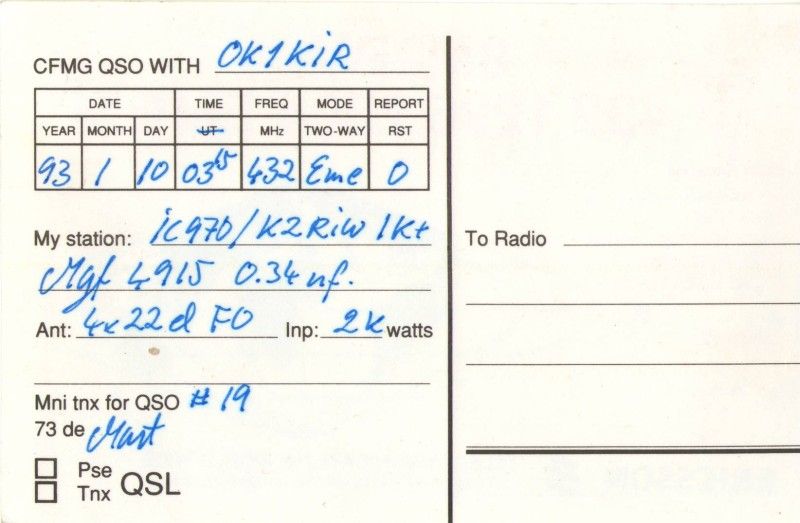 CFMG QSO WITH OK1KiR
DATE TIME FREQ MODE REPORT
YEAR MONTH DAY UT MHz TWO-WAY RST
93 1 10 03 15 432 Eme O
My station: iC970/K2RiW 1Kt
Mgf 4915 0.34 nf.
Ant: 4x22el FO Inp: 2K watts
Mni tnx for QSO # 19
73 de Mart
Pse
Tnx QSL
To Radio